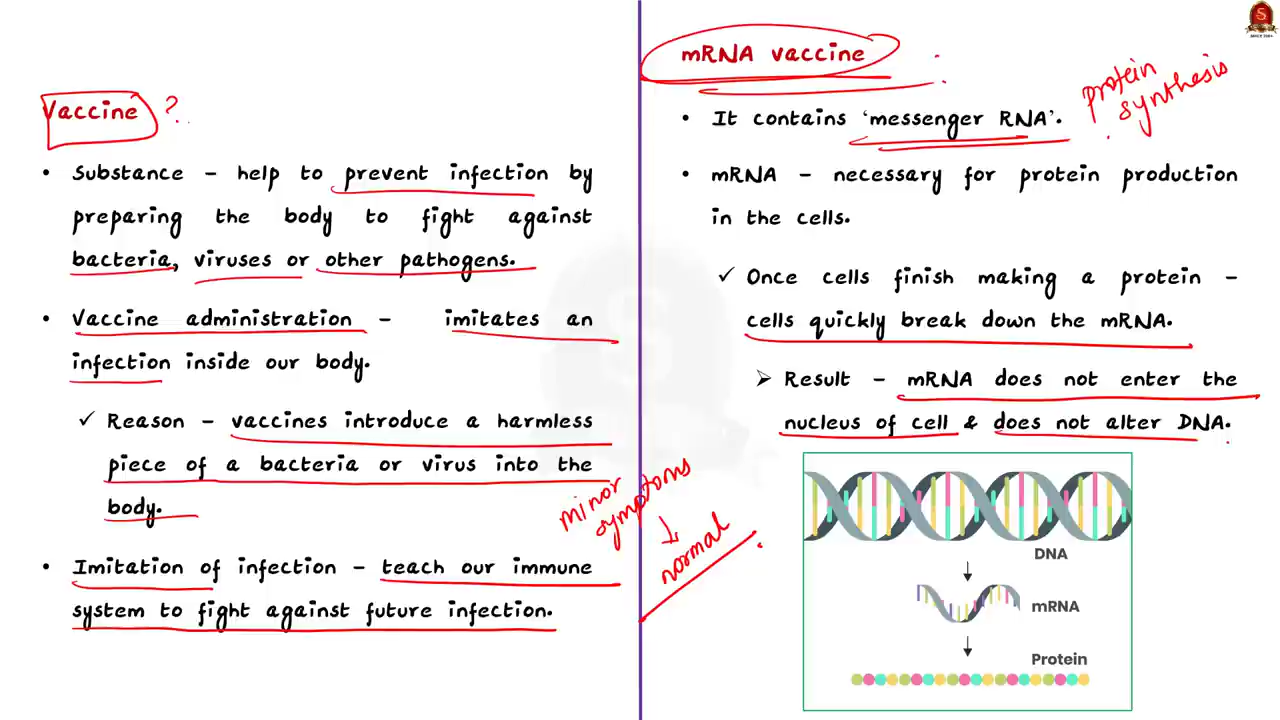 Vaccine ?
Substance – help to prevent infection by
preparing the body to fight against
bacteria, viruses or other pathogens.
Vaccine administration – imitates an
infection inside our body.
✓ Reason – vaccines introduce a harmless
piece of a bacteria or virus into the
body.
minor symptoms
↓
normal
Imitation of infection – teach our immune
system to fight against future infection.
mRNA vaccine
protein
synthesis
It contains ‘messenger RNA’.
mRNA – necessary for protein production
in the cells.
✓ Once cells finish making a protein –
cells quickly break down the mRNA.
➢ Result – mRNA does not enter the
nucleus of cell & does not alter DNA.
DNA
mRNA
Protein